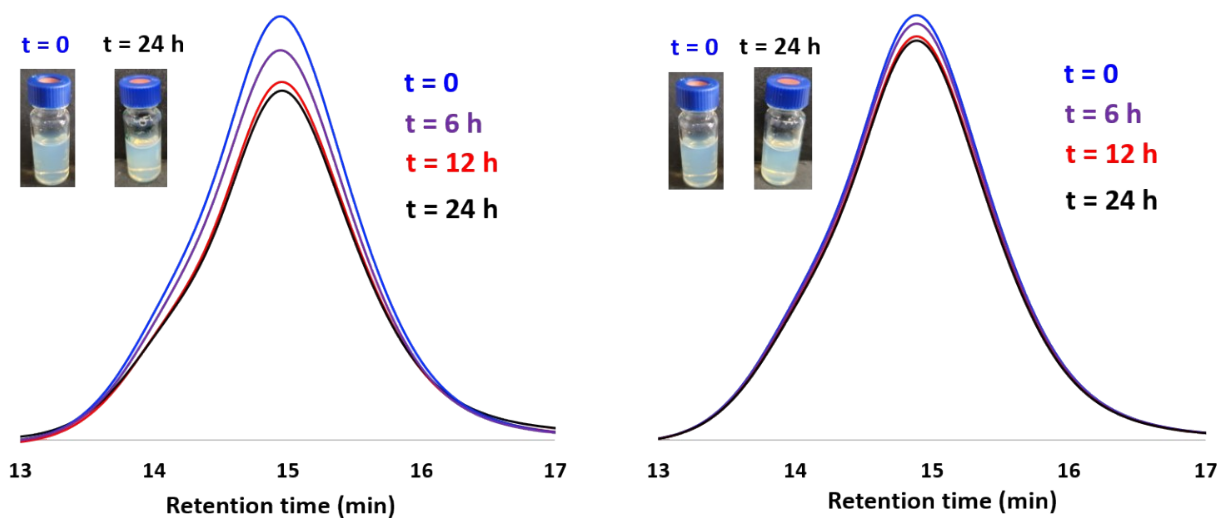 t = 0 t = 24 h
t = 0
t = 6 h
t = 12 h
t = 24 h
13 14 15 16 17
Retention time (min)
t = 0 t = 24 h
t = 0
t = 6 h
t = 12 h
t = 24 h
13 14 15 16 17
Retention time (min)